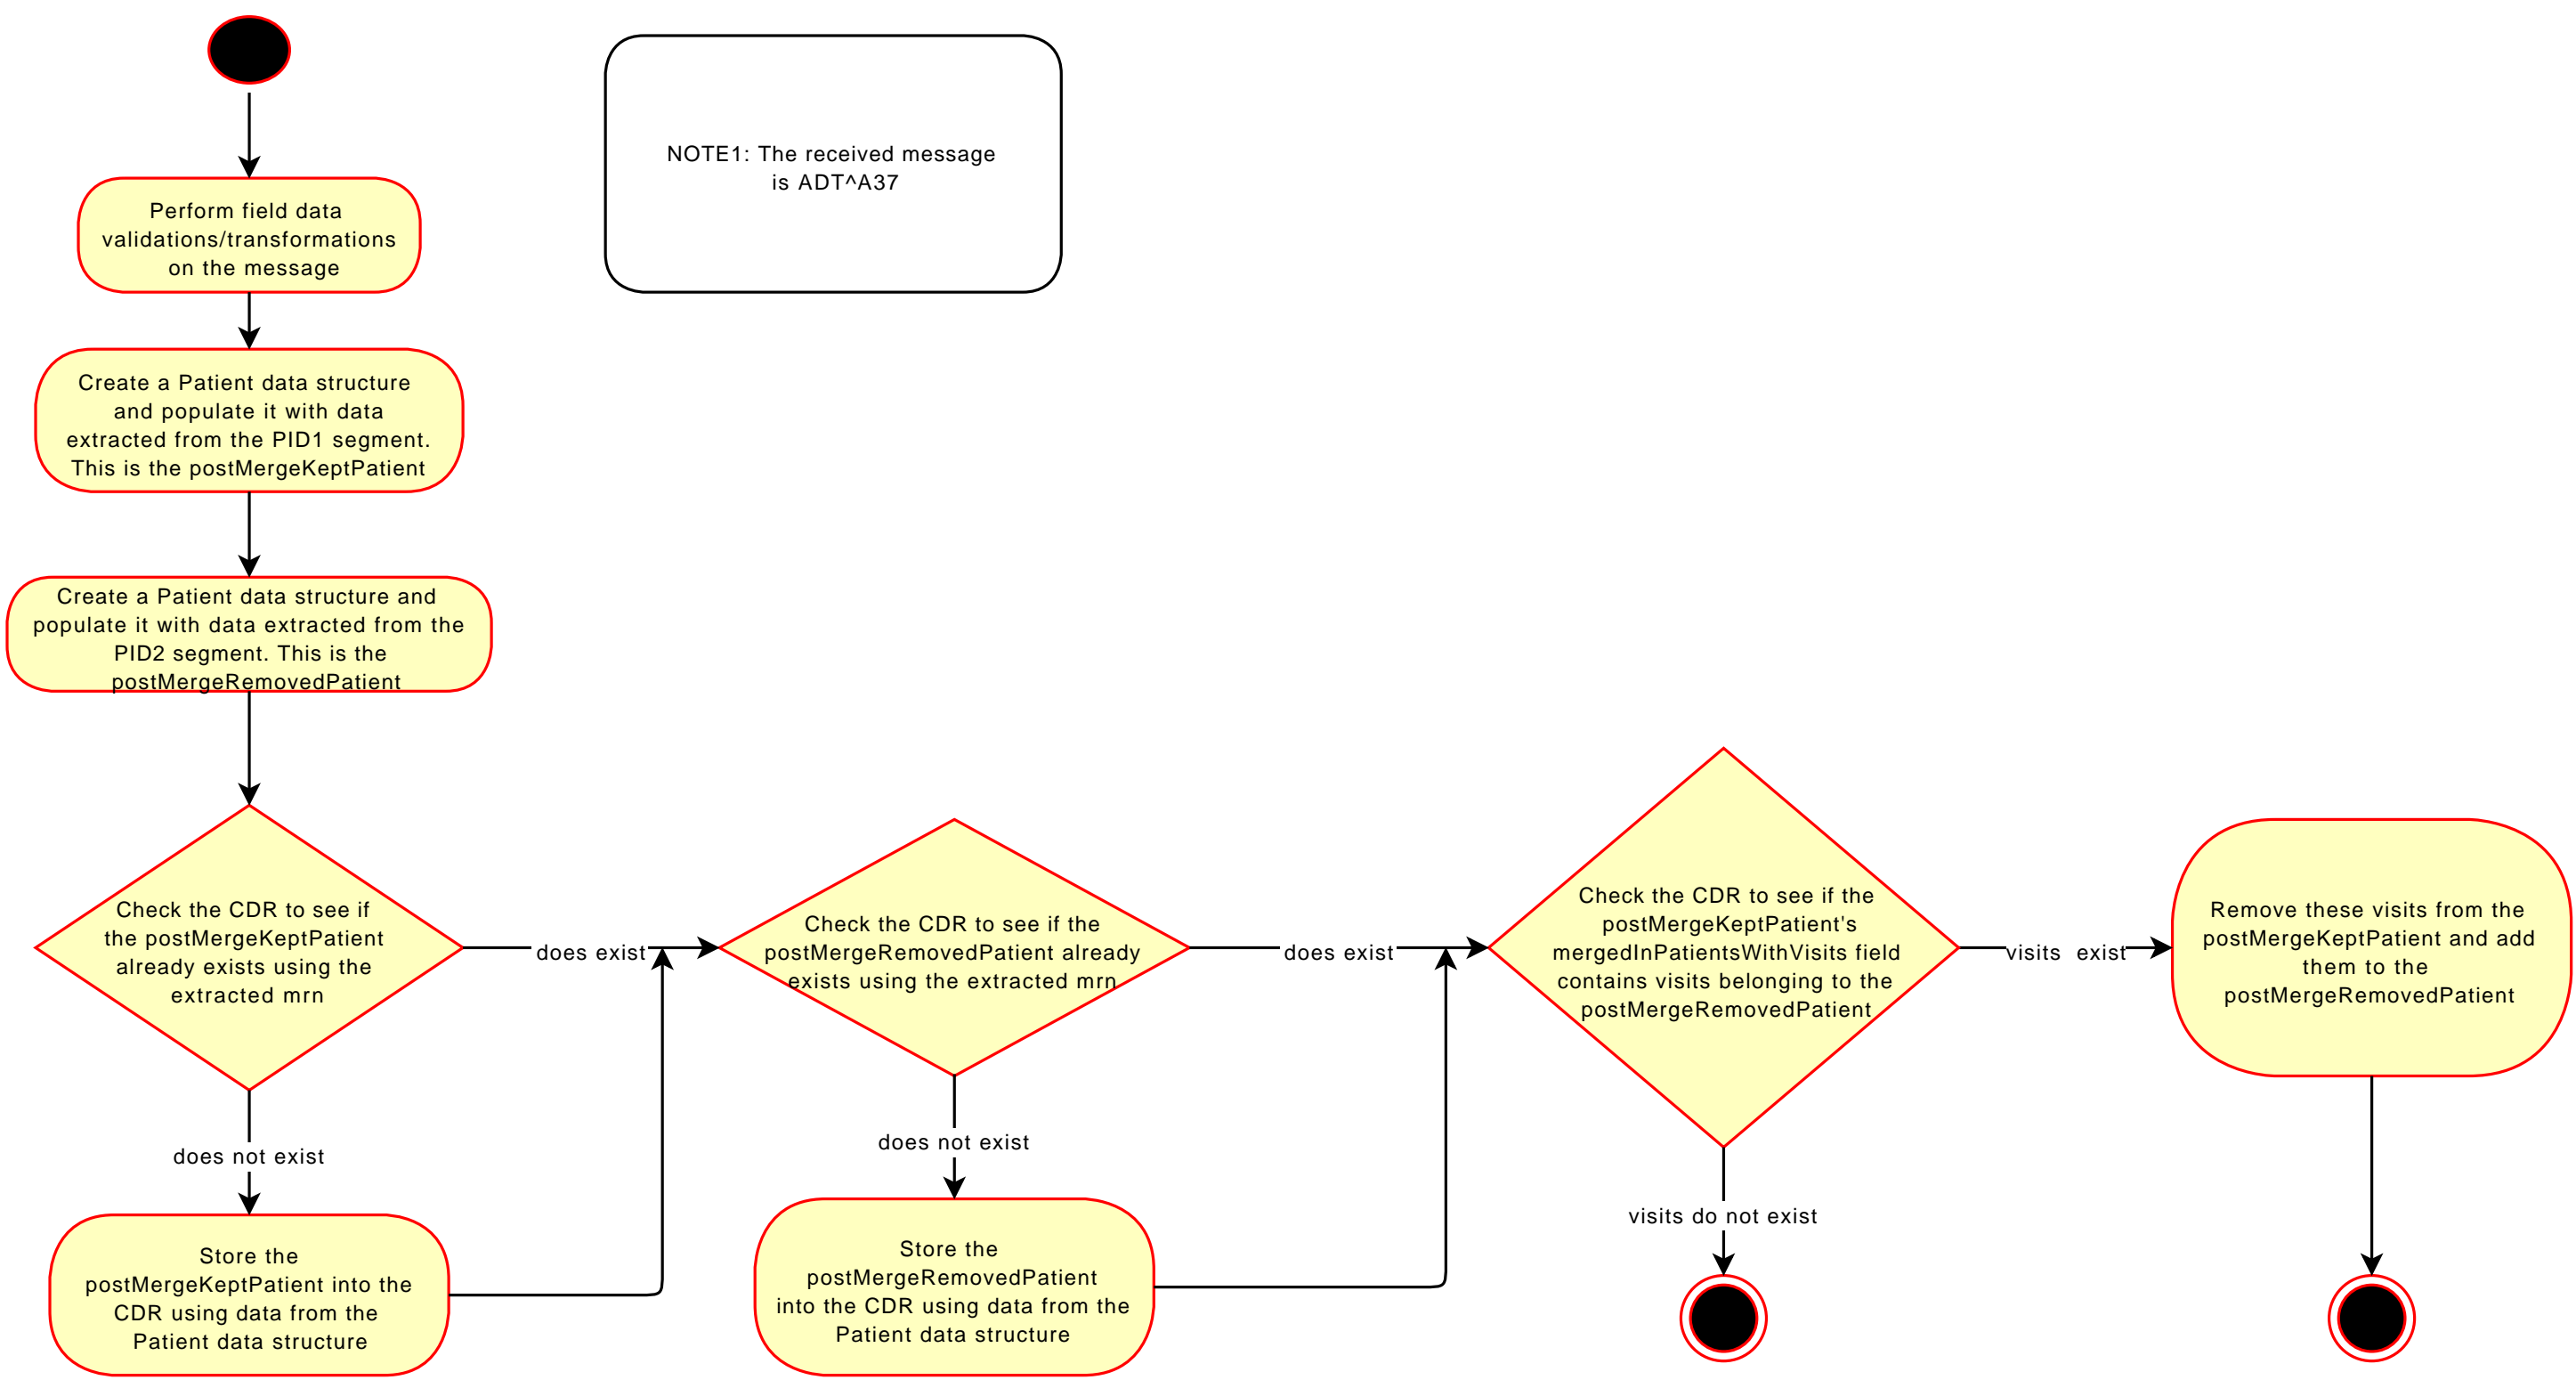 NOTE1: The received message
is ADT^A37
Perform field data
validations/transformations
on the message
Create a Patient data structure
and populate it with data
extracted from the PID1 segment.
This is the postMergeKeptPatient
Create a Patient data structure and
populate it with data extracted from the
PID2 segment. This is the
postMergeRemovedPatient
Check the CDR to see if
the postMergeKeptPatient
already exists using the
extracted mrn
does exist
does not exist
Store the
postMergeKeptPatient into the
CDR using data from the
Patient data structure
Check the CDR to see if the
postMergeRemovedPatient already
exists using the extracted mrn
does exist
does not exist
Store the
postMergeRemovedPatient
into the CDR using data from the
Patient data structure
Check the CDR to see if the
postMergeKeptPatient's
mergedInPatientsWithVisits field
contains visits belonging to the
postMergeRemovedPatient
visits  exist
visits do not exist
Remove these visits from the
postMergeKeptPatient and add
them to the
postMergeRemovedPatient